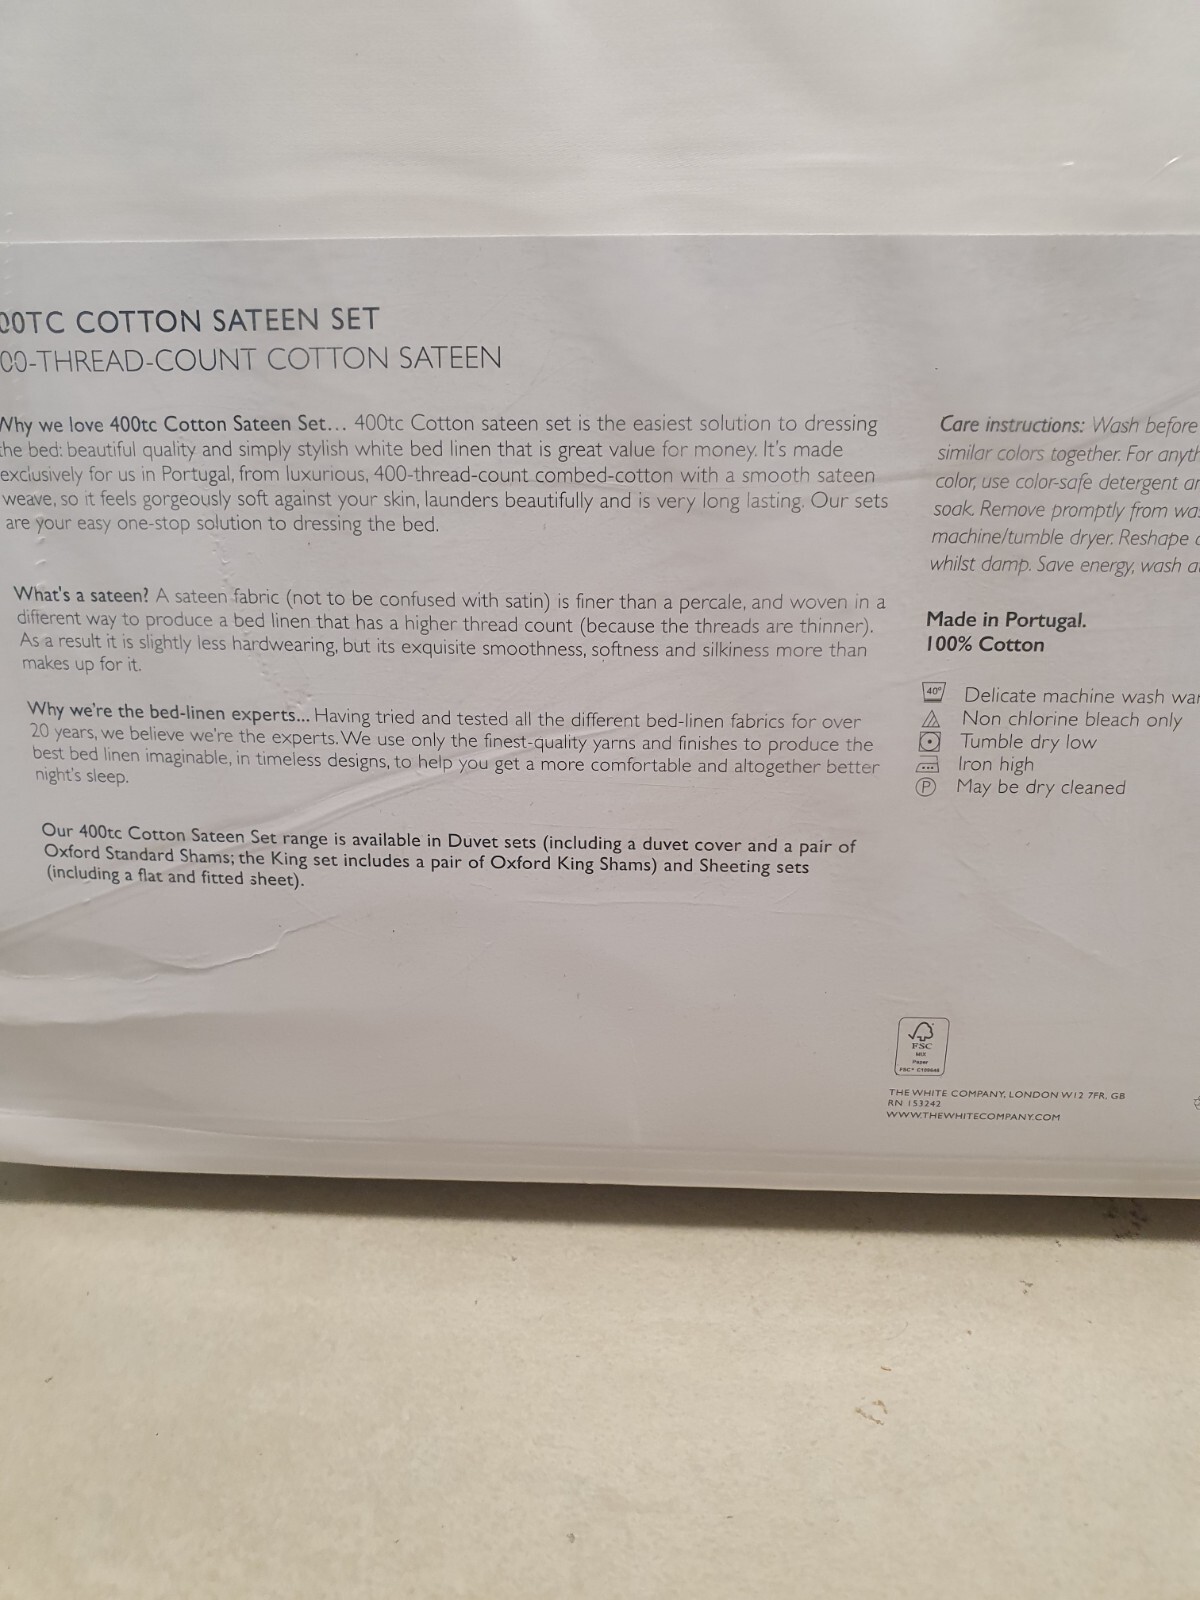 00TC COTTON SATEEN SET
00-THREAD-COUNT COTTON SATEEN
Why we love 400tc Cotton Sateen Set... 400tc Cotton sateen set is the easiest solution to dressing
the bed: beautiful quality and simply stylish white bed linen that is great value for money. It's made
exclusively for us in Portugal, from luxurious, 400-thread-count combed-cotton with a smooth sateen
weave, so it feels gorgeously soft against your skin, launders beautifully and is very long lasting. Our sets
are your easy one-stop solution to dressing the bed.
What's a sateen? A sateen fabric (not to be confused with satin) is finer than a percale, and woven in a
different way to produce a bed linen that has a higher thread count (because the threads are thinner).
As a result it is slightly less hardwearing, but its exquisite smoothness, softness and silkiness more than
makes up for it.
Why we're the bed-linen experts... Having tried and tested all the different bed-linen fabrics for over
20 years, we believe we're the experts. We use only the finest-quality yarns and finishes to produce the
best bed linen imaginable, in timeless designs, to help you get a more comfortable and altogether better
night's sleep.
Our 400tc Cotton Sateen Set range is available in Duvet sets (including a duvet cover and a pair of
Oxford Standard Shams; the King set includes a pair of Oxford King Shams) and Sheeting sets
(including a flat and fitted sheet).
Care instructions: Wash before
similar colors together. For anyth
color, use color-safe detergent an
soak. Remove promptly from was
machine/tumble dryer. Reshape
whilst damp. Save energy, wash
Made in Portugal.
100% Cotton
40° Delicate machine wash war
Non chlorine bleach only
Tumble dry low
Iron high
P May be dry cleaned
FSC
MIX
Paper
THE WHITE COMPANY, LONDON W12 7FR, GB
RN 153242
WWW.THEWHITECOMPANY.COM